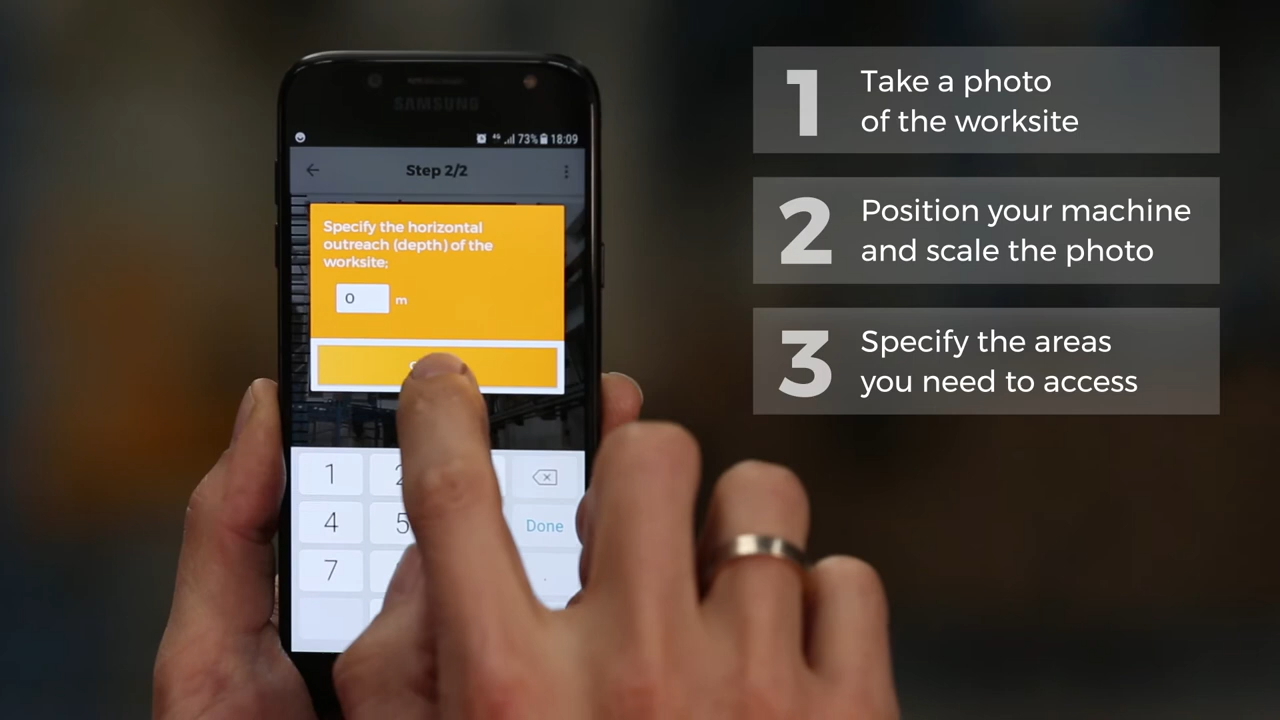 SAMSUNG
4G 73% 18:09
Step 2/2
Specify the horizontal
outreach (depth) of the
worksite;
0 m
1
4 5 Done
7 .
1 Take a photo
of the worksite
2 Position your machine
and scale the photo
3 Specify the areas
you need to access